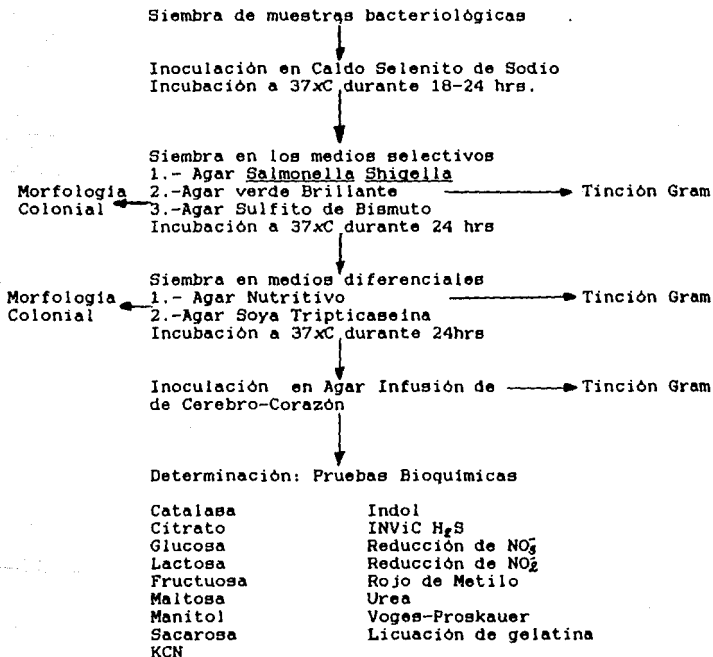 Siembra de muestras bacteriológicas
Inoculación en Caldo Selenito de Sodio
Incubación a 37xC durante 18-24 hrs.
Siembra en los medios selectivos
1.- Agar Salmonella Shigella
Morfología 2.-Agar verde Brillante Tinción Gram
Colonial 3.-Agar Sulfito de Bismuto
Incubación a 37xC durante 24 hrs
Siembra en medios diferenciales
Morfología 1.- Agar Nutritivo Tinción Gram
Colonial 2.-Agar Soya Tripticaseina
Incubación a 37xC durante 24hrs
Inoculación en Agar Infusión de Tinción Gram
de Cerebro-Corazón
Determinación: Pruebas Bioquímicas
Catalasa Indol
Citrato INViC H₂S
Glucosa Reducción de NO₃⁻
Lactosa Reducción de NO₂⁻
Fructuosa Rojo de Metilo
Maltosa Urea
Manitol Voges-Proskauer
Sacarosa Licuación de gelatina
KCN